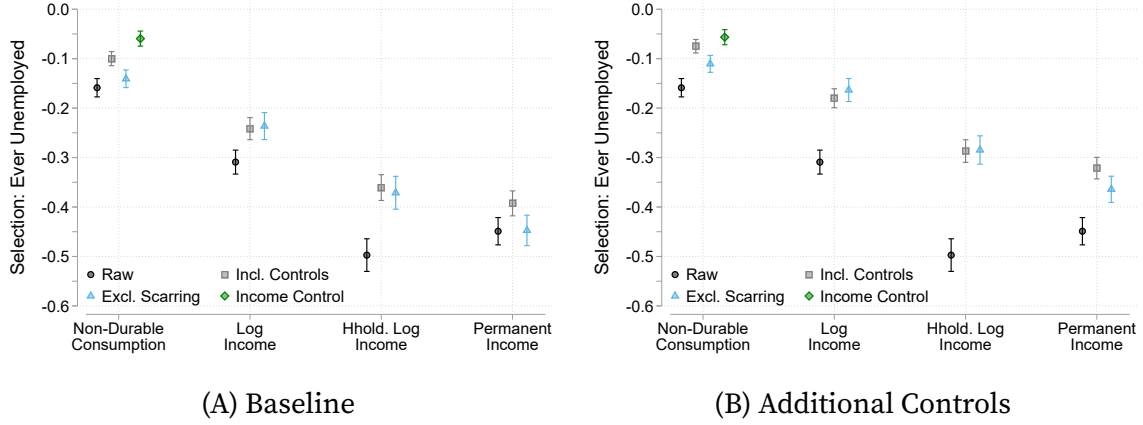 Selection: Ever Unemployed
0.0
-0.1
-0.2
-0.3
-0.4
-0.5
-0.6
Raw
Incl. Controls
Excl. Scarring
Income Control
Non-Durable
Consumption
Log
Income
Hhold. Log
Income
Permanent
Income
(A) Baseline
Selection: Ever Unemployed
0.0
-0.1
-0.2
-0.3
-0.4
-0.5
-0.6
Raw
Incl. Controls
Excl. Scarring
Income Control
Non-Durable
Consumption
Log
Income
Hhold. Log
Income
Permanent
Income
(B) Additional Controls